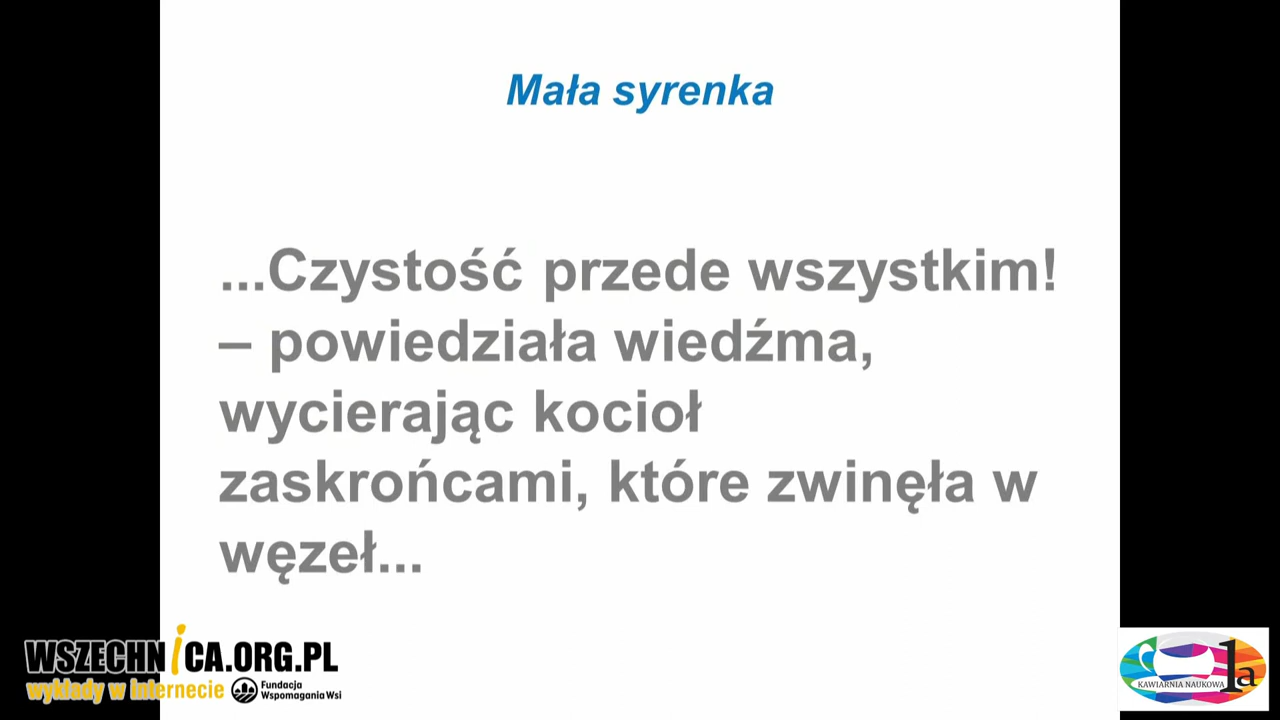 Mała syrenka
...Czystość przede wszystkim!
– powiedziała wiedźma,
wycierając kocioł
zaskrońcami, które zwinęła w
węzeł...
WSZECHNiCA.ORG.PL
wykłady w Internecie
Fundacja
Wspomagania Wsi
KAWIARNIA NAUKOWA 1a